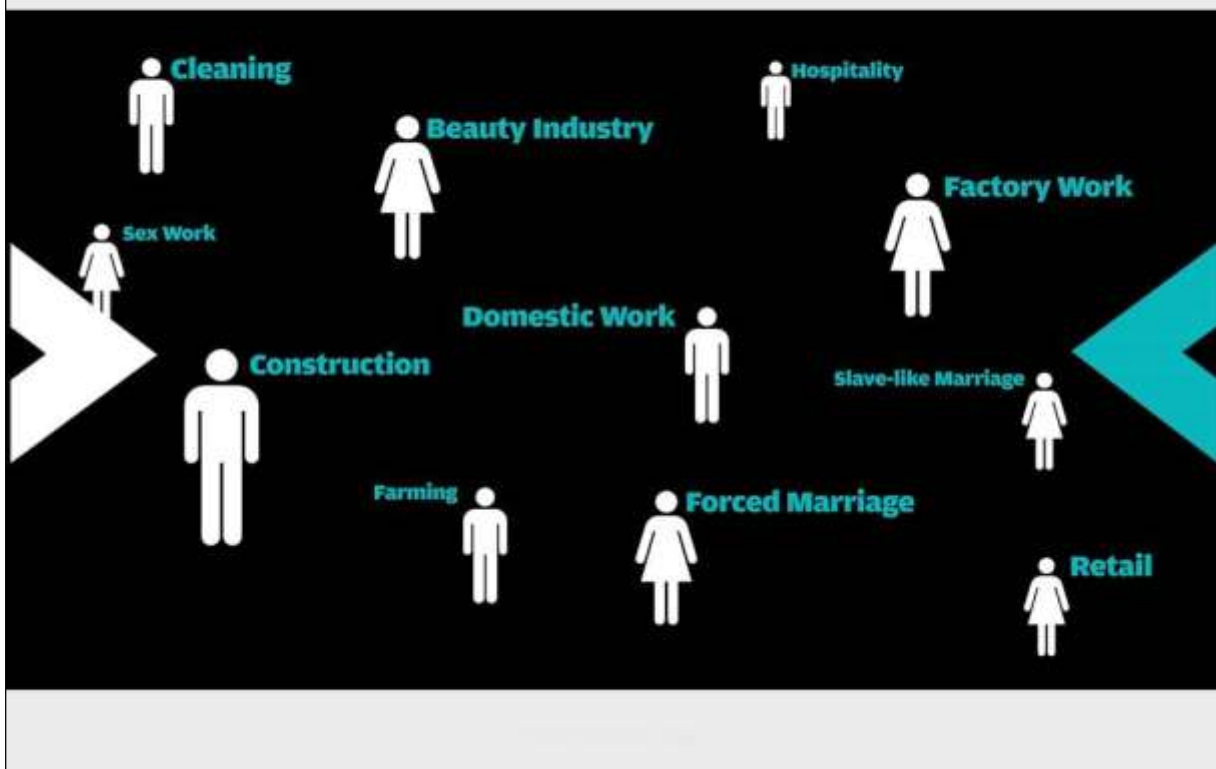 Cleaning
Hospitality
Beauty Industry
Factory Work
Sex Work
Domestic Work
Construction
Slave-like Marriage
Farming
Forced Marriage
Retail